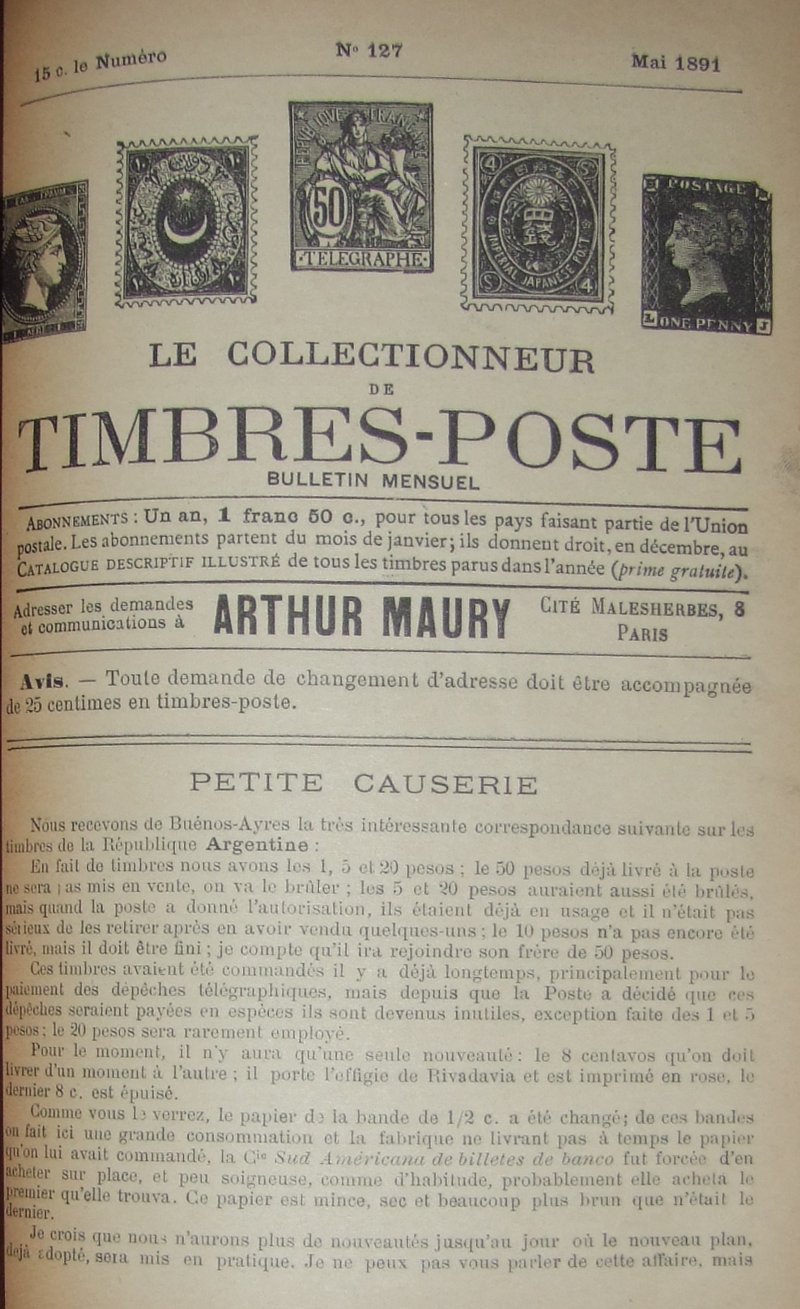 15 c. le Numéro
N° 127
Mai 1891
RÉPUBLIQUE FRANÇAISE
50
TÉLÉGRAPHE
4 S
IMPERIAL JAPANESE POST
S 4
POSTAGE
L ONE PENNY J
LE COLLECTIONNEUR
DE
TIMBRES-POSTE
BULLETIN MENSUEL
ABONNEMENTS : Un an, 1 franc 50 c., pour tous les pays faisant partie de l'Union
postale. Les abonnements partent du mois de janvier; ils donnent droit, en décembre, au
CATALOGUE DESCRIPTIF ILLUSTRÉ de tous les timbres parus dans l'année (prime gratuite).
Adresser les demandes
et communications à
ARTHUR MAURY
CITÉ MALESHERBES, 8
PARIS
Avis. — Toute demande de changement d'adresse doit être accompagnée
de 25 centimes en timbres-poste.
PETITE CAUSERIE
Nous recevons de Buénos-Ayres la très intéressante correspondance suivante sur les
timbres de la République Argentine :
En fait de timbres nous avons les 1, 5 et 20 pesos ; le 50 pesos déjà livré à la poste
ne sera pas mis en vente, on va le brûler ; les 5 et 20 pesos auraient aussi été brûlés,
mais quand la poste a donné l'autorisation, ils étaient déjà en usage et il n'était pas
sérieux de les retirer après en avoir vendu quelques-uns ; le 10 pesos n'a pas encore été
livré, mais il doit être fini ; je compte qu'il ira rejoindre son frère de 50 pesos.
Ces timbres avaient été commandés il y a déjà longtemps, principalement pour le
paiement des dépêches télégraphiques, mais depuis que la Poste a décidé que ces
dépêches seraient payées en espèces ils sont devenus inutiles, exception faite des 1 et 5
pesos ; le 20 pesos sera rarement employé.
Pour le moment, il n'y aura qu'une seule nouveauté : le 8 centavos qu'on doit
livrer d'un moment à l'autre ; il porte l'effigie de Rivadavia et est imprimé en rose, le
dernier 8 c. est épuisé.
Comme vous le verrez, le papier de la bande de 1/2 c. a été changé; de ces bandes
on fait ici une grande consommation et la fabrique ne livrant pas à temps le papier
qu'on lui avait commandé, la Cie Sud Américana de billetes de banco fut forcée d'en
acheter sur place, et peu soigneuse, comme d'habitude, probablement elle acheta le
premier qu'elle trouva. Ce papier est mince, sec et beaucoup plus brun que n'était le
dernier.
Je crois que nous n'aurons plus de nouveautés jusqu'au jour où le nouveau plan,
déjà adopté, sera mis en pratique. Je ne peux pas vous parler de cette affaire, mais